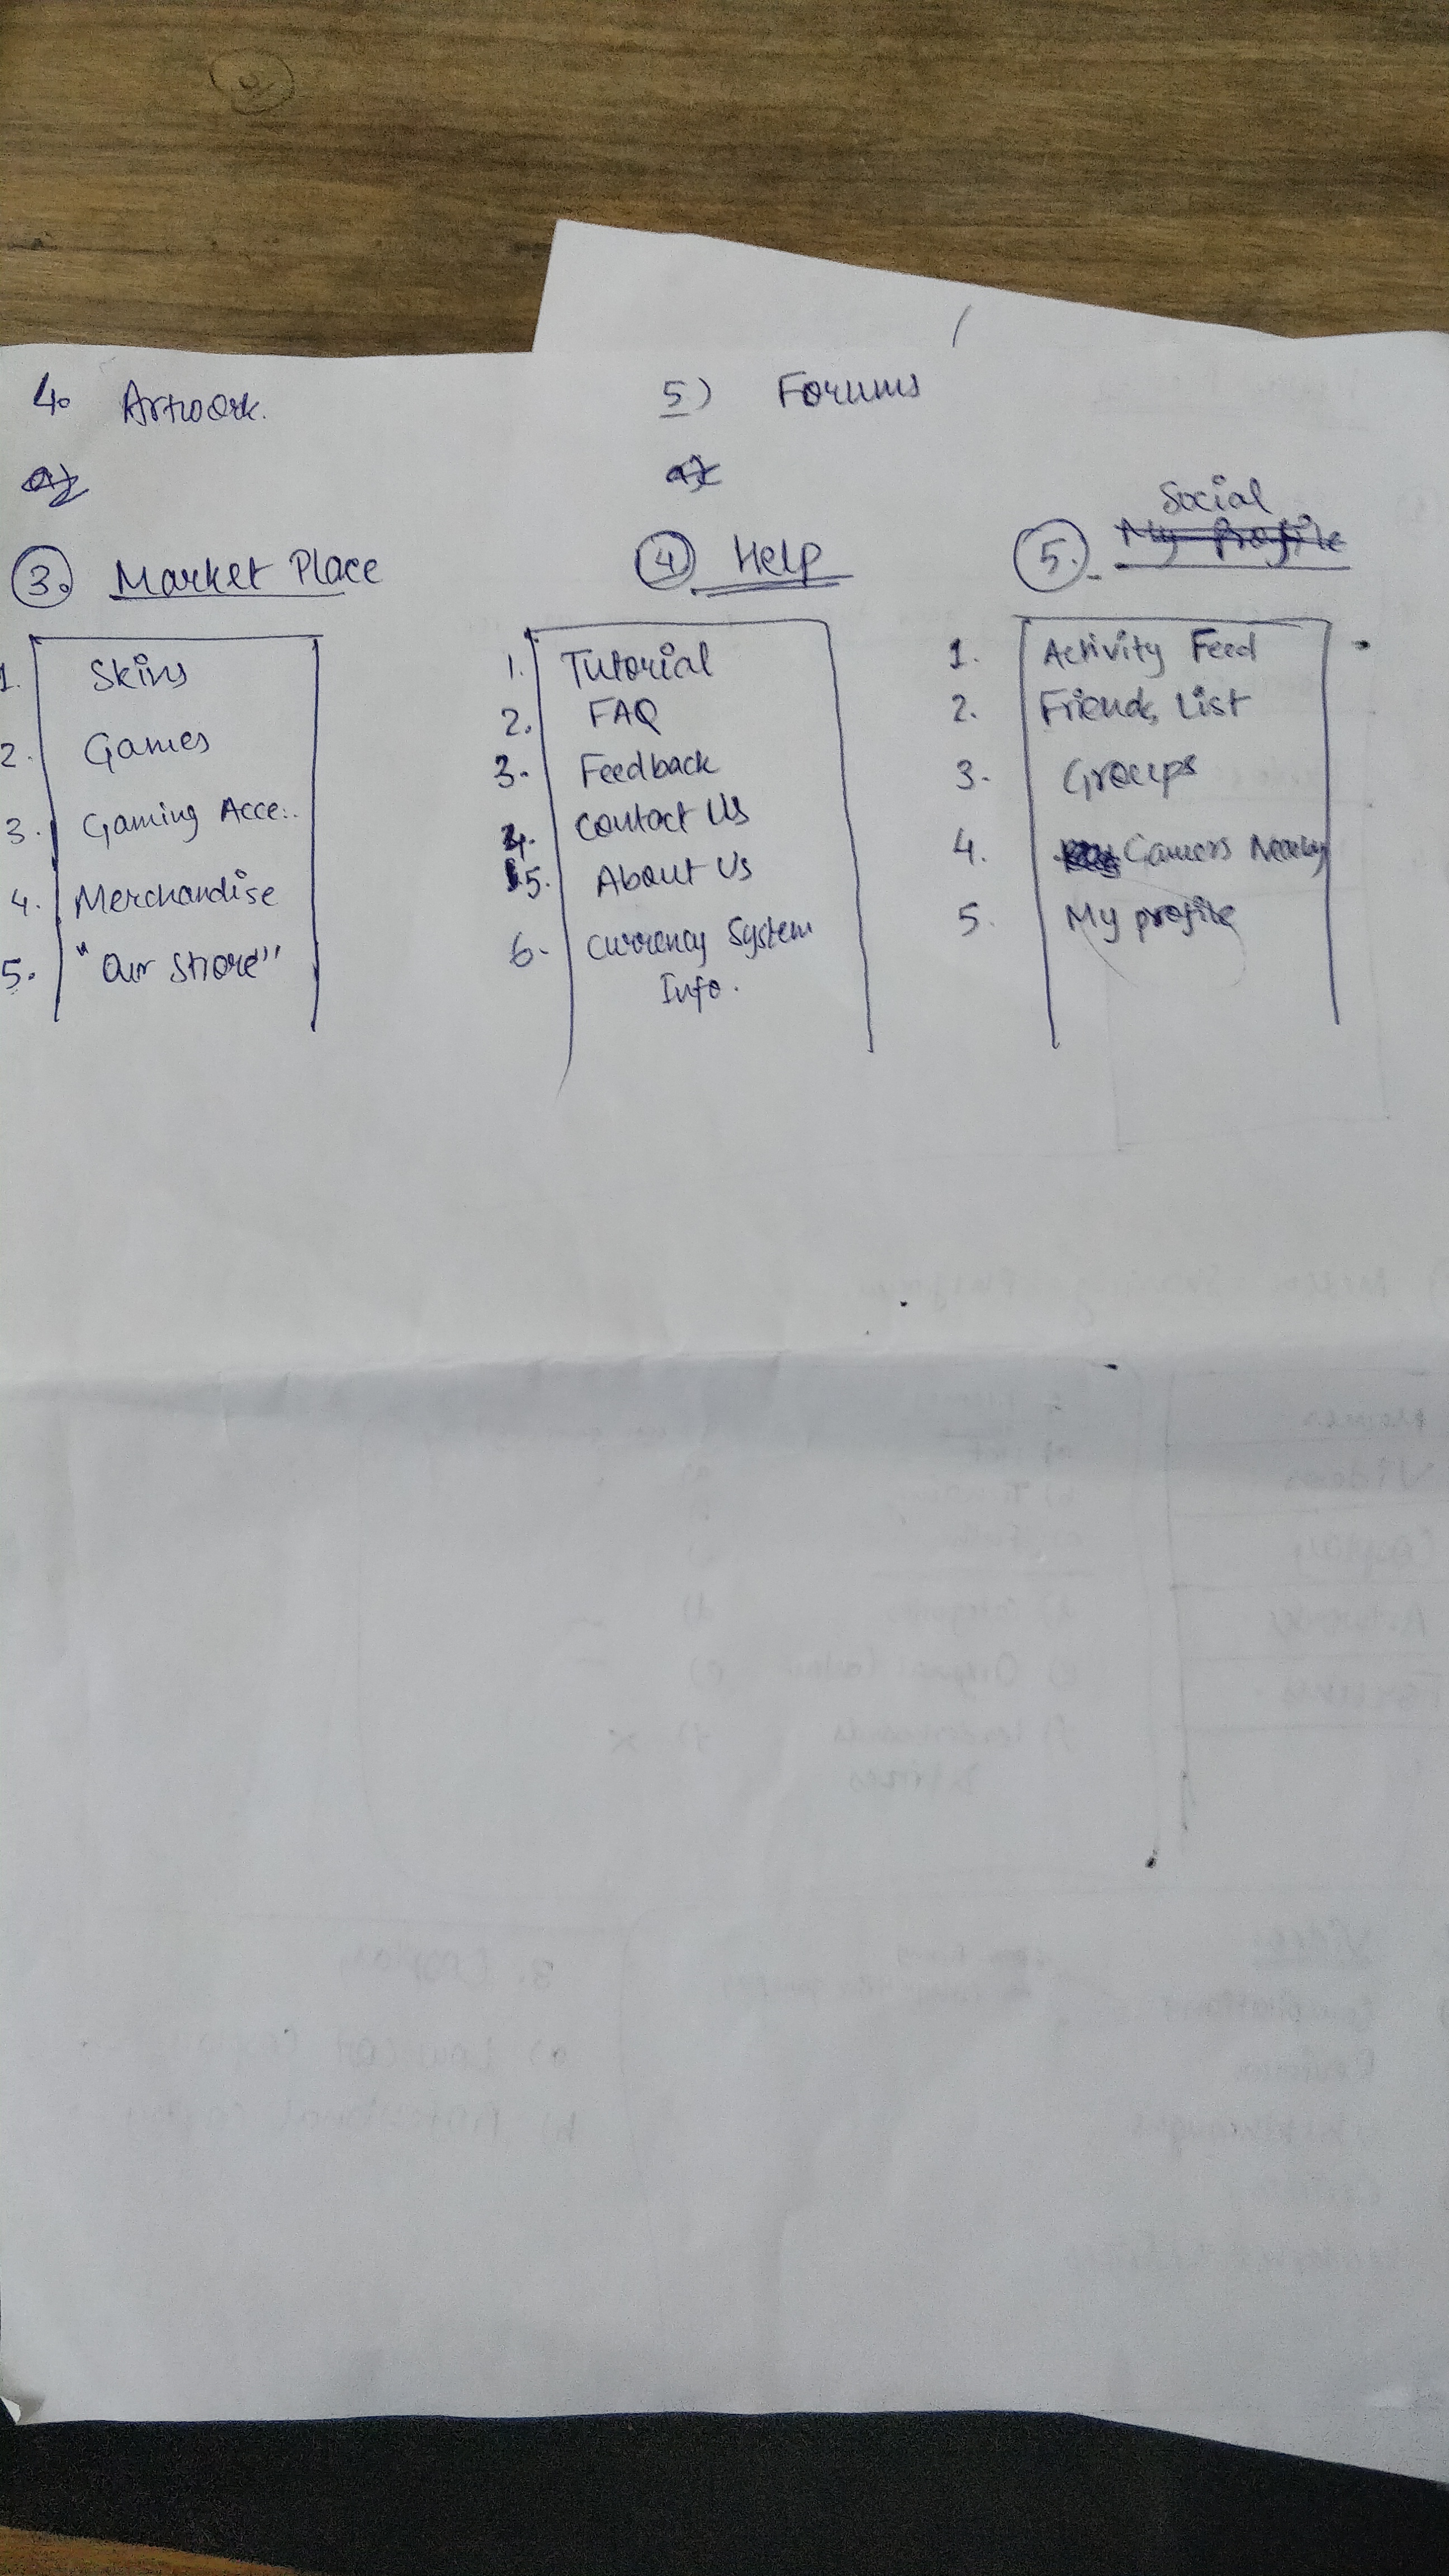 4. Artwork.
5) Forums
a)
a)
Social
3. Market Place
4 Help
5. My Profile
1. Skins
2. Games
3. Gaming Acce..
4. Merchandise
5. "Our Store"
1. Tutorial
2. FAQ
3. Feedback
4. Contact Us
5. About Us
6. Currency System
Info.
1. Activity Feed
2. Friends List
3. Groups
4. Gamers Nearby
5. My profile